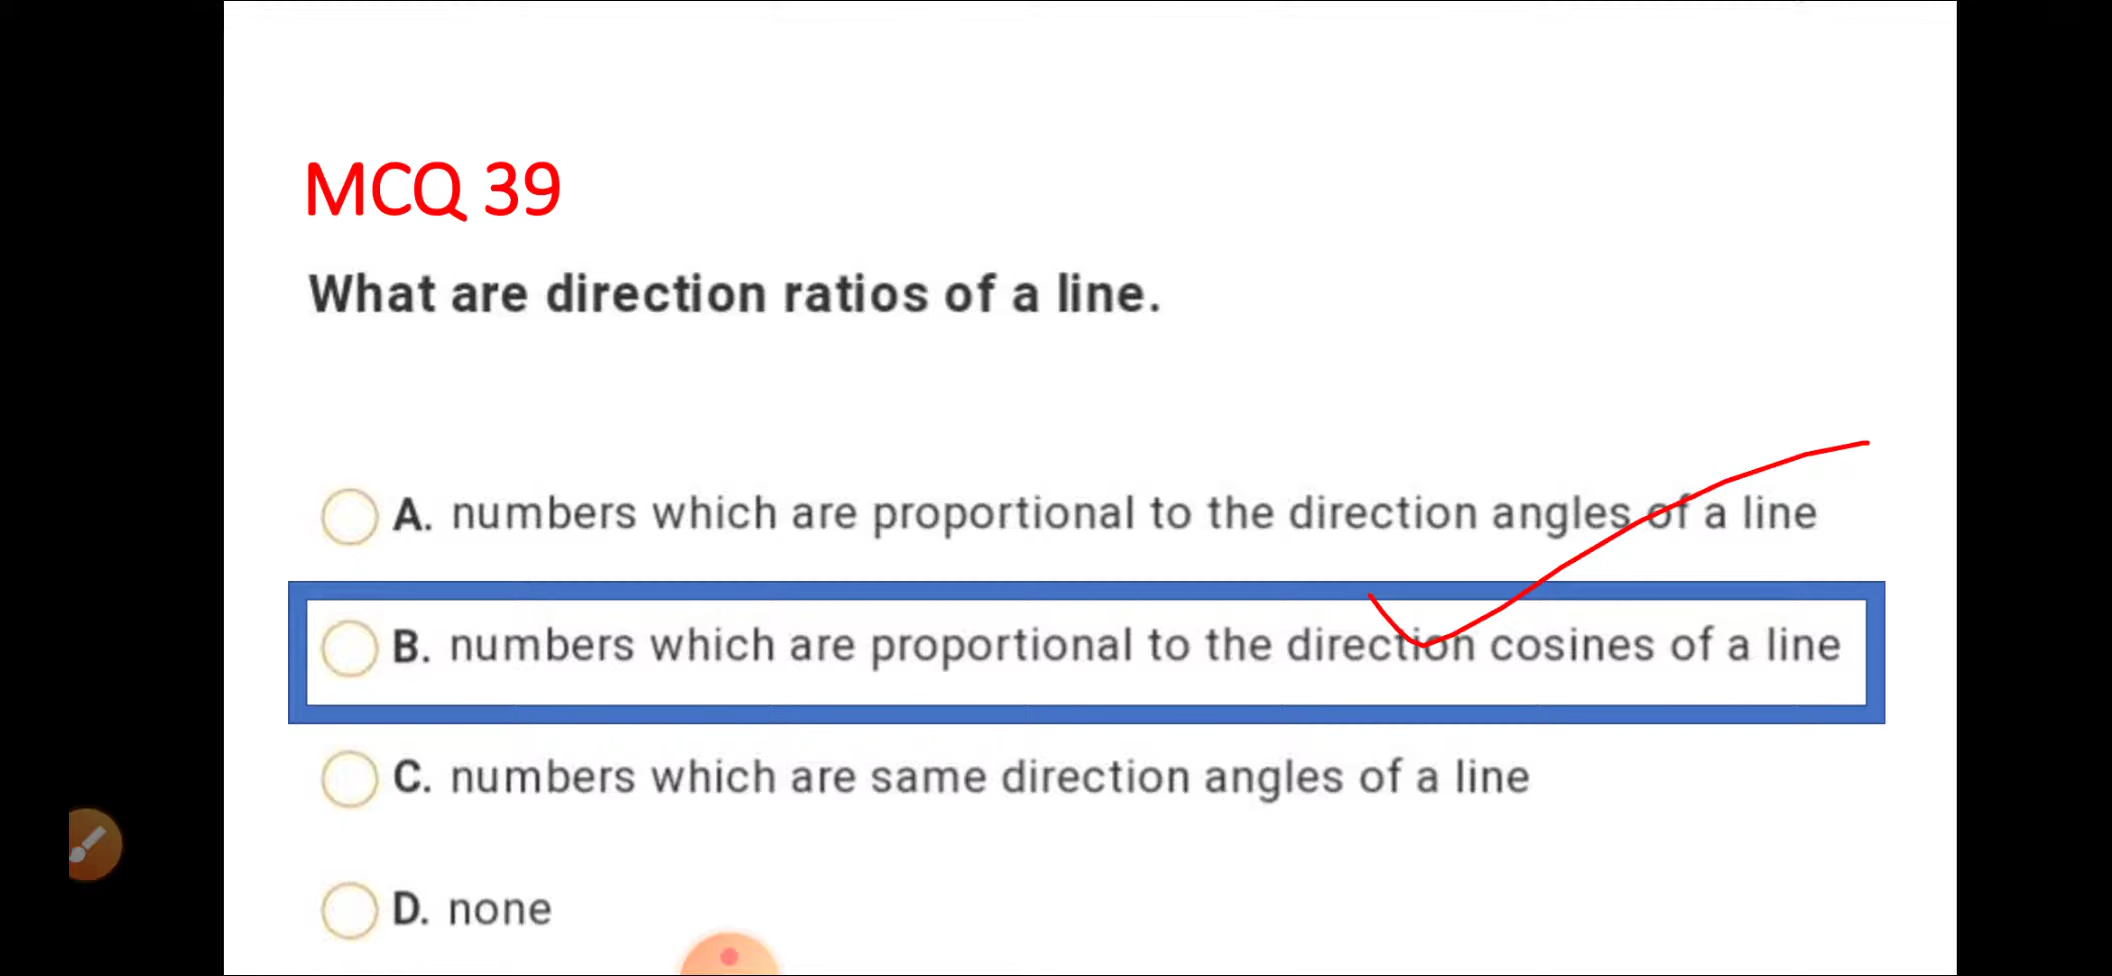 MCQ 39
What are direction ratios of a line.
A. numbers which are proportional to the direction angles of a line
B. numbers which are proportional to the direction cosines of a line
C. numbers which are same direction angles of a line
D. none